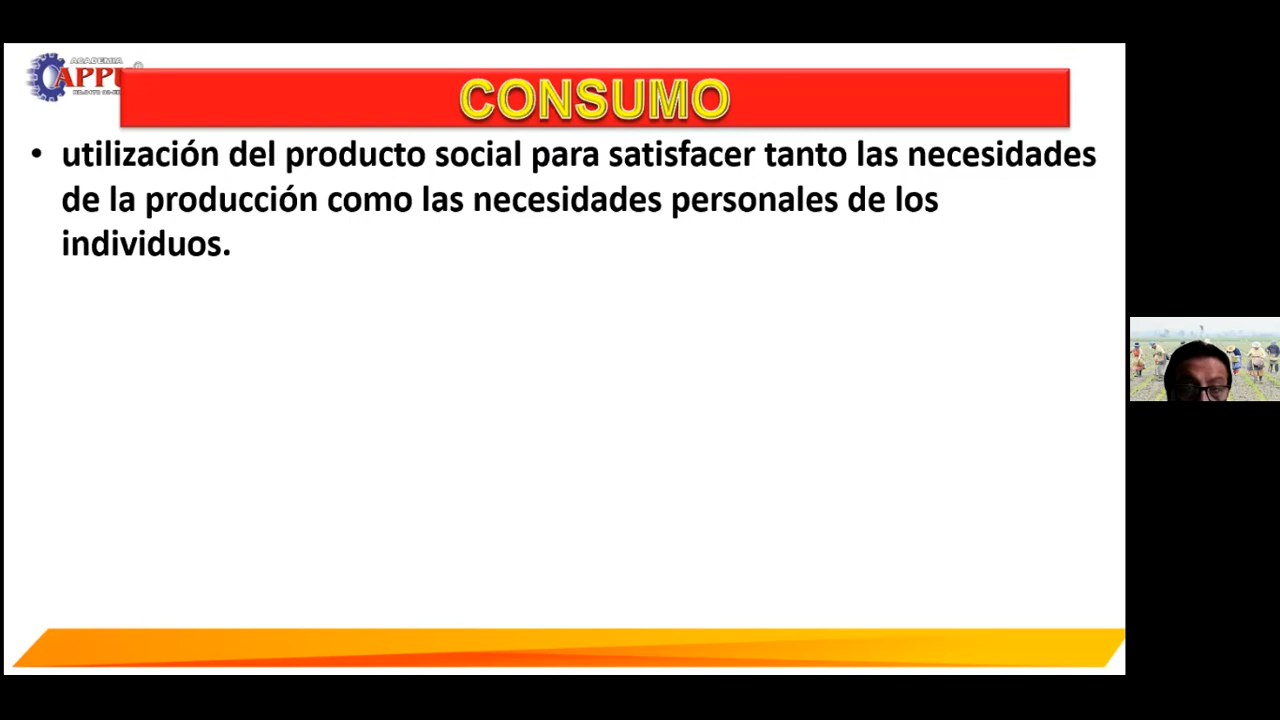 ACADEMIA
CONSUMO
• utilización del producto social para satisfacer tanto las necesidades
de la producción como las necesidades personales de los
individuos.